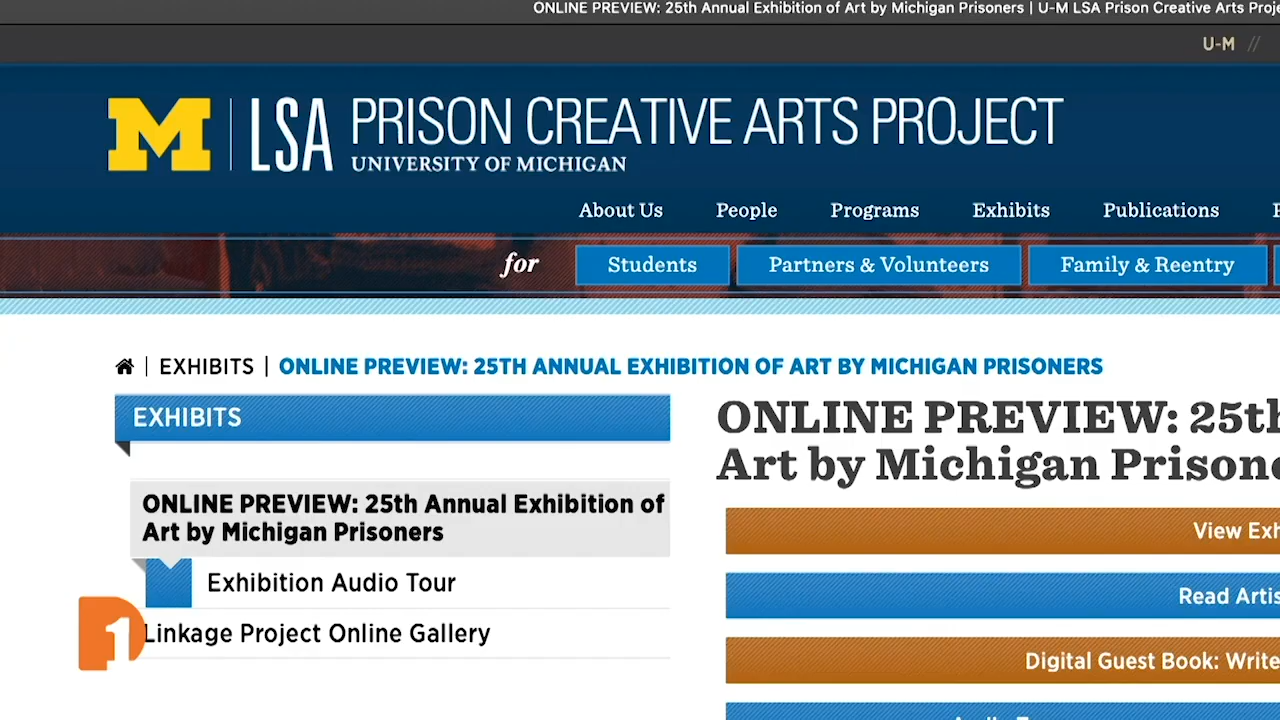 ONLINE PREVIEW: 25th Annual Exhibition of Art by Michigan Prisoners | U-M LSA Prison Creative Arts Proje
U-M //
M LSA PRISON CREATIVE ARTS PROJECT
UNIVERSITY OF MICHIGAN
About Us People Programs Exhibits Publications
for Students Partners & Volunteers Family & Reentry
EXHIBITS | ONLINE PREVIEW: 25TH ANNUAL EXHIBITION OF ART BY MICHIGAN PRISONERS
EXHIBITS
ONLINE PREVIEW: 25th Annual Exhibition of
Art by Michigan Prisoners
Exhibition Audio Tour
Linkage Project Online Gallery
1
ONLINE PREVIEW: 25th
Art by Michigan Prisone
View Exh
Read Artis
Digital Guest Book: Write